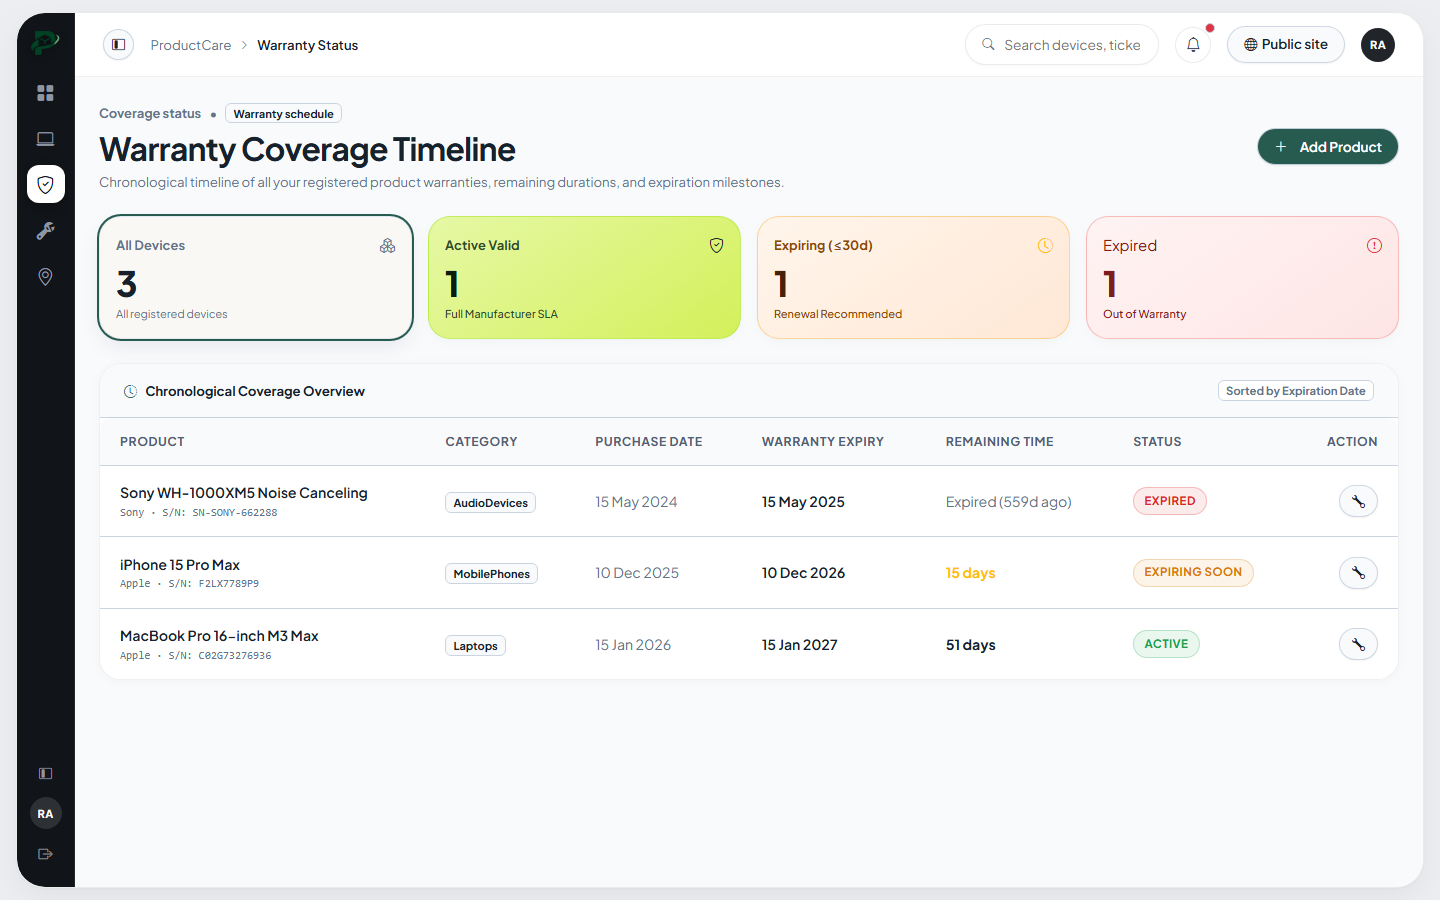 ProductCare > Warranty Status
Search devices, ticke
Public site
RA
Coverage status • Warranty schedule
Warranty Coverage Timeline
Chronological timeline of all your registered product warranties, remaining durations, and expiration milestones.
+ Add Product
All Devices
3
All registered devices
Active Valid
1
Full Manufacturer SLA
Expiring (≤30d)
1
Renewal Recommended
Expired
1
Out of Warranty
Chronological Coverage Overview
Sorted by Expiration Date
PRODUCT CATEGORY PURCHASE DATE WARRANTY EXPIRY REMAINING TIME STATUS ACTION
Sony WH-1000XM5 Noise Canceling
Sony · S/N: SN-SONY-662288
AudioDevices 15 May 2024 15 May 2025 Expired (559d ago) EXPIRED
iPhone 15 Pro Max
Apple · S/N: F2LX7789P9
MobilePhones 10 Dec 2025 10 Dec 2026 15 days EXPIRING SOON
MacBook Pro 16-inch M3 Max
Apple · S/N: C02G73276936
Laptops 15 Jan 2026 15 Jan 2027 51 days ACTIVE
RA